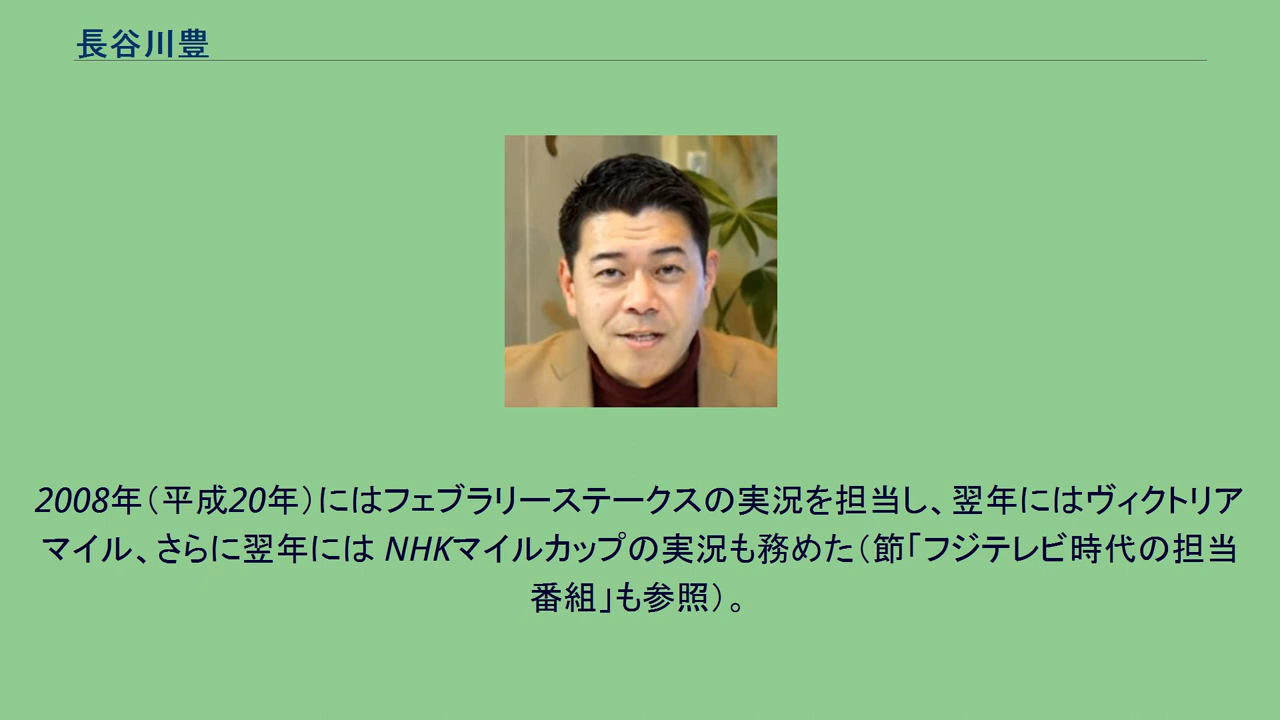 長谷川豊
2008年（平成20年）にはフェブラリーステークスの実況を担当し、翌年にはヴィクトリア
マイル、さらに翌年には NHKマイルカップの実況も務めた（節「フジテレビ時代の担当
番組」も参照）。